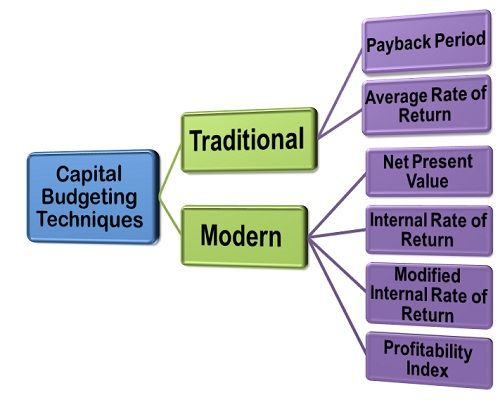 Capital
Budgeting
Techniques
Traditional
Modern
Payback Period
Average Rate of
Return
Net Present
Value
Internal Rate of
Return
Modified
Internal Rate of
Return
Profitability
Index